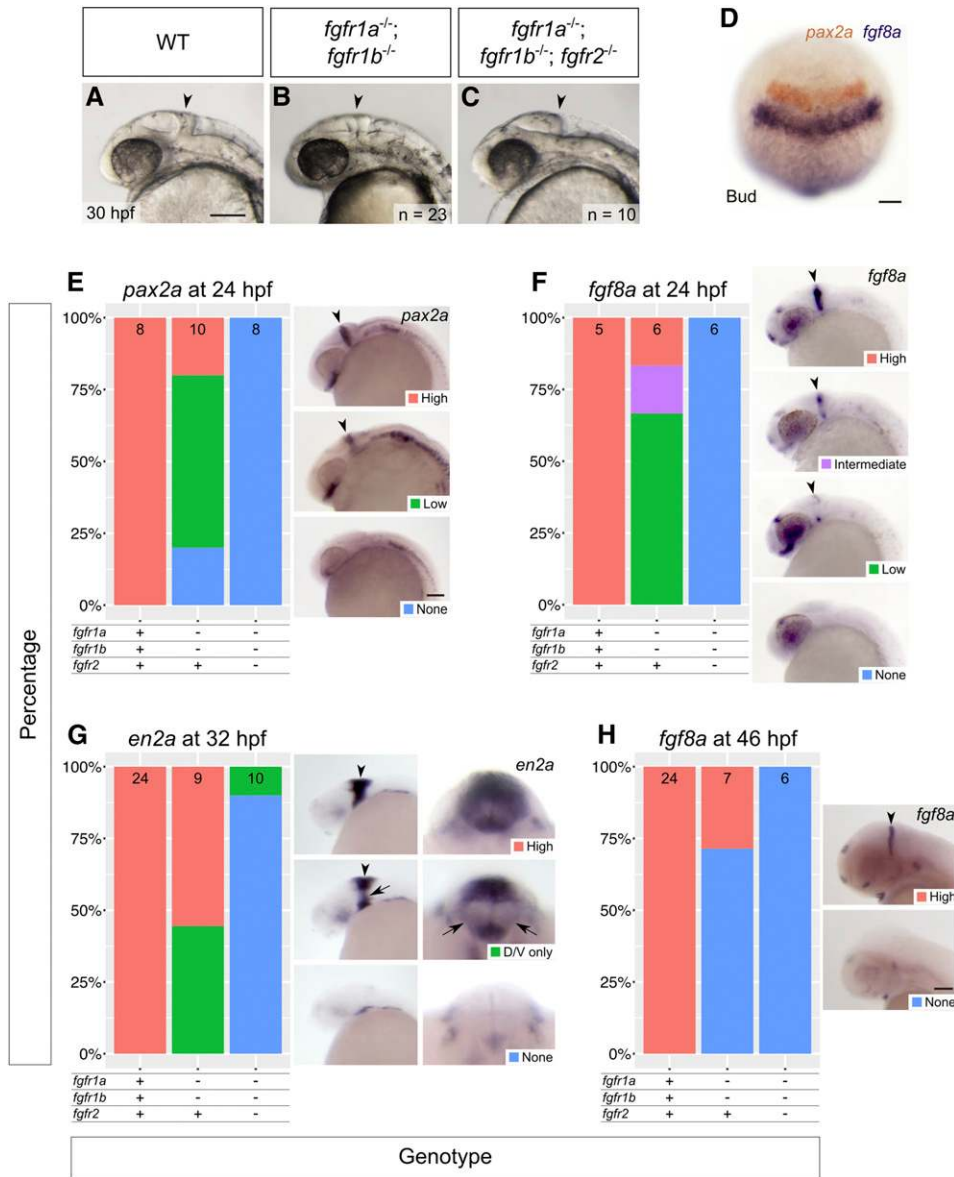 WT
fgfr1a-/-;
fgfr1b-/-
fgfr1a-/-;
fgfr1b-/-; fgfr2-/-
A
30 hpf
B
n = 23
C
n = 10
D
pax2a fgf8a
Bud
Percentage
E
pax2a at 24 hpf
100%
75%
50%
25%
0%
8
10
8
pax2a
High
Low
None
fgfr1a + - -
fgfr1b + - -
fgfr2 + + -
F
fgf8a at 24 hpf
100%
75%
50%
25%
0%
5
6
6
fgf8a
High
Intermediate
Low
None
fgfr1a + - -
fgfr1b + - -
fgfr2 + + -
G
en2a at 32 hpf
100%
75%
50%
25%
0%
24
9
10
en2a
High
D/V only
None
fgfr1a + - -
fgfr1b + - -
fgfr2 + + -
H
fgf8a at 46 hpf
100%
75%
50%
25%
0%
24
7
6
fgf8a
High
None
fgfr1a + - -
fgfr1b + - -
fgfr2 + + -
Genotype